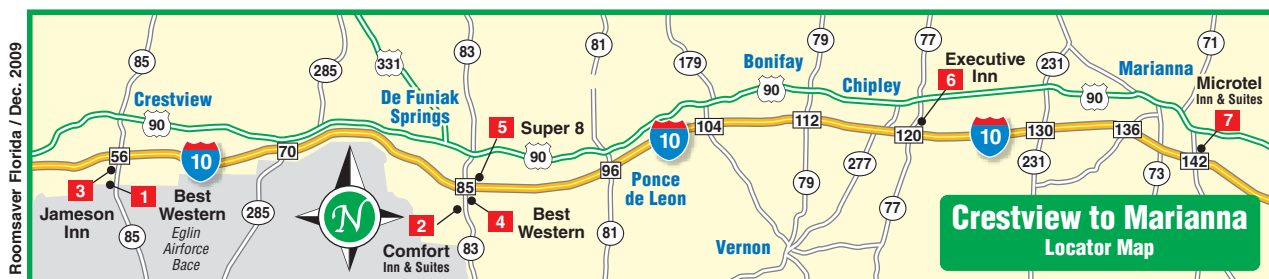 Roomsaver Florida / Dec. 2009
85
285
331
83
81
179
79
77
231
71
Crestview
90
De Funiak
Springs
5 Super 8
90
Bonifay
90
Chipley
Executive
Inn
6
Marianna
90
Microtel
Inn & Suites
7
56
10
70
85
96
10
104
112
120
10
130
136
142
3
Jameson
Inn
1
Best
Western
Eglin
Airforce
Bace
85
285
N
2
Comfort
Inn & Suites
4
Best
Western
83
81
Ponce
de Leon
Vernon
79
277
77
231
73
Crestview to Marianna
Locator Map